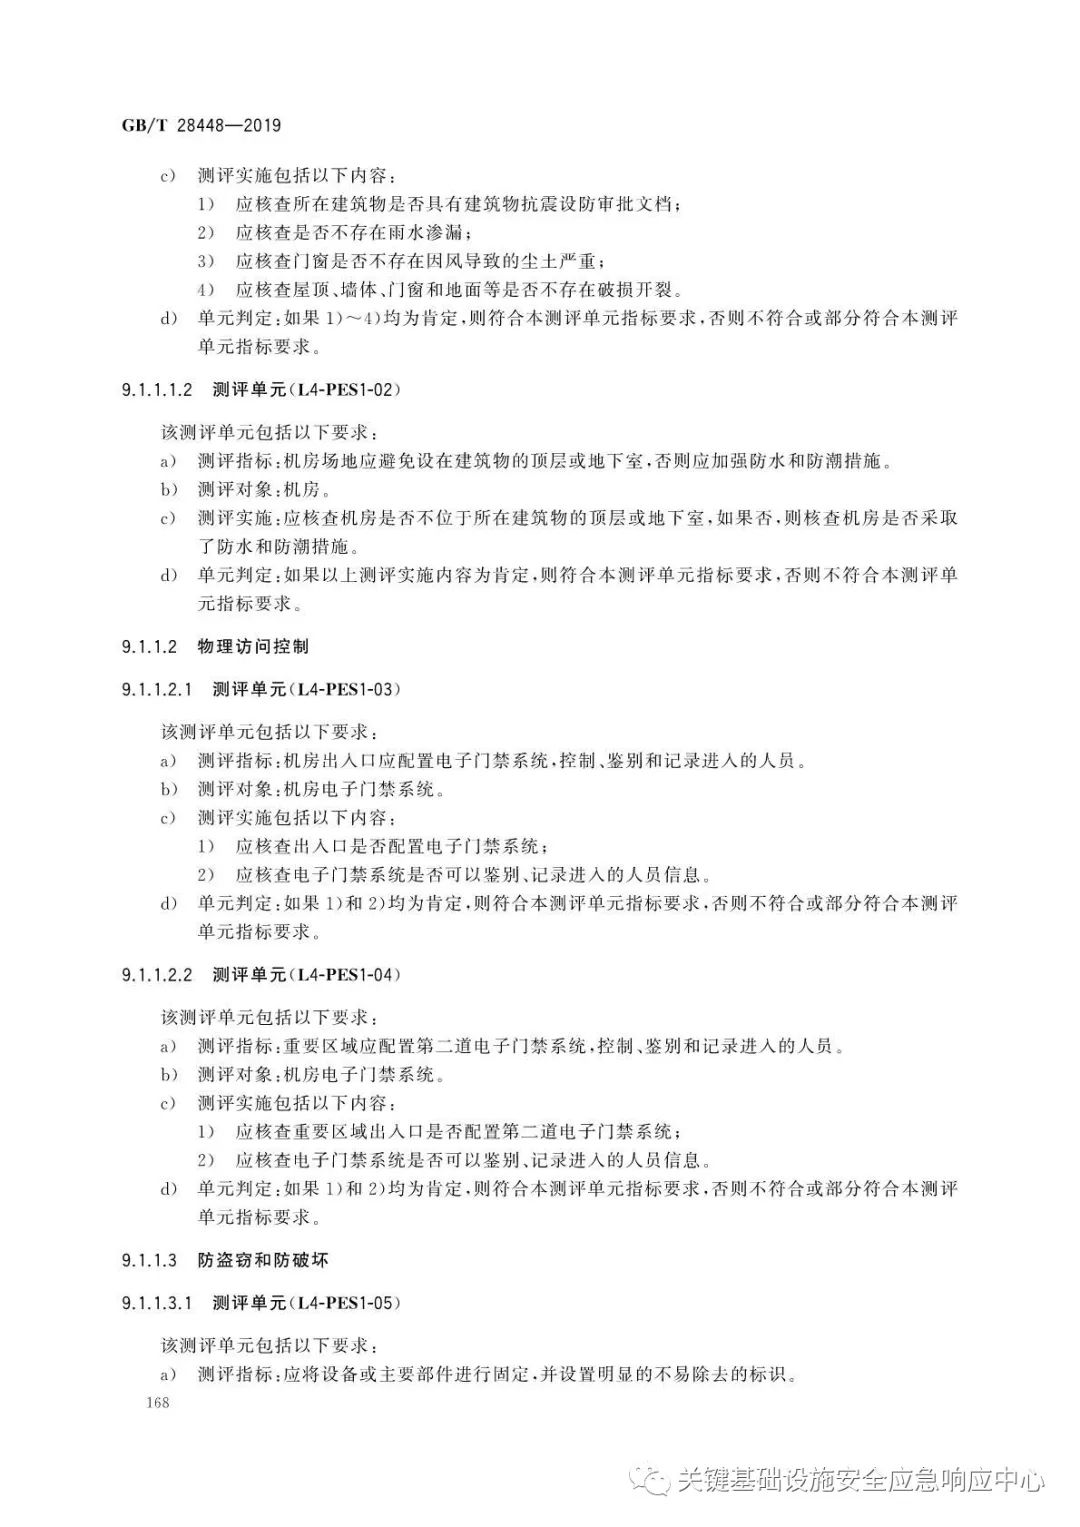 GB/T 28448—2019
c） 测评实施包括以下内容：
1） 应核查所在建筑物是否具有建筑物抗震设防审批文档；
2） 应核查是否不存在雨水渗漏；
3） 应核查门窗是否不存在因风导致的尘土严重；
4） 应核查屋顶、墙体、门窗和地面等是否不存在破损开裂。
d） 单元判定：如果 1）～4）均为肯定，则符合本测评单元指标要求，否则不符合或部分符合本测评
单元指标要求。
9.1.1.1.2 测评单元（L4-PES1-02）
该测评单元包括以下要求：
a） 测评指标：机房场地应避免设在建筑物的顶层或地下室，否则应加强防水和防潮措施。
b） 测评对象：机房。
c） 测评实施：应核查机房是否不位于所在建筑物的顶层或地下室，如果否，则核查机房是否采取
了防水和防潮措施。
d） 单元判定：如果以上测评实施内容为肯定，则符合本测评单元指标要求，否则不符合本测评单
元指标要求。
9.1.1.2 物理访问控制
9.1.1.2.1 测评单元（L4-PES1-03）
该测评单元包括以下要求：
a） 测评指标：机房出入口应配置电子门禁系统，控制、鉴别和记录进入的人员。
b） 测评对象：机房电子门禁系统。
c） 测评实施包括以下内容：
1） 应核查出入口是否配置电子门禁系统；
2） 应核查电子门禁系统是否可以鉴别、记录进入的人员信息。
d） 单元判定：如果 1）和 2）均为肯定，则符合本测评单元指标要求，否则不符合或部分符合本测评
单元指标要求。
9.1.1.2.2 测评单元（L4-PES1-04）
该测评单元包括以下要求：
a） 测评指标：重要区域应配置第二道电子门禁系统，控制、鉴别和记录进入的人员。
b） 测评对象：机房电子门禁系统。
c） 测评实施包括以下内容：
1） 应核查重要区域出入口是否配置第二道电子门禁系统；
2） 应核查电子门禁系统是否可以鉴别、记录进入的人员信息。
d） 单元判定：如果 1）和 2）均为肯定，则符合本测评单元指标要求，否则不符合或部分符合本测评
单元指标要求。
9.1.1.3 防盗窃和防破坏
9.1.1.3.1 测评单元（L4-PES1-05）
该测评单元包括以下要求：
a） 测评指标：应将设备或主要部件进行固定，并设置明显的不易除去的标识。
168
关键基础设施安全应急响应中心